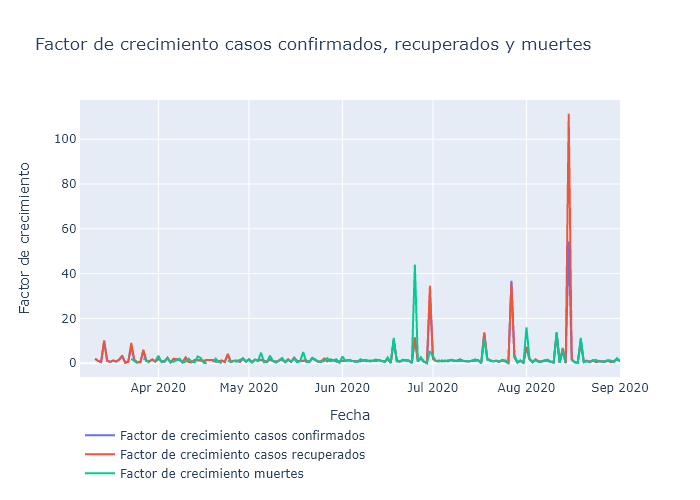 Factor de crecimiento casos confirmados, recuperados y muertes
Factor de crecimiento
100
80
60
40
20
0
Apr 2020 May 2020 Jun 2020 Jul 2020 Aug 2020 Sep 2020
Fecha
Factor de crecimiento casos confirmados
Factor de crecimiento casos recuperados
Factor de crecimiento muertes